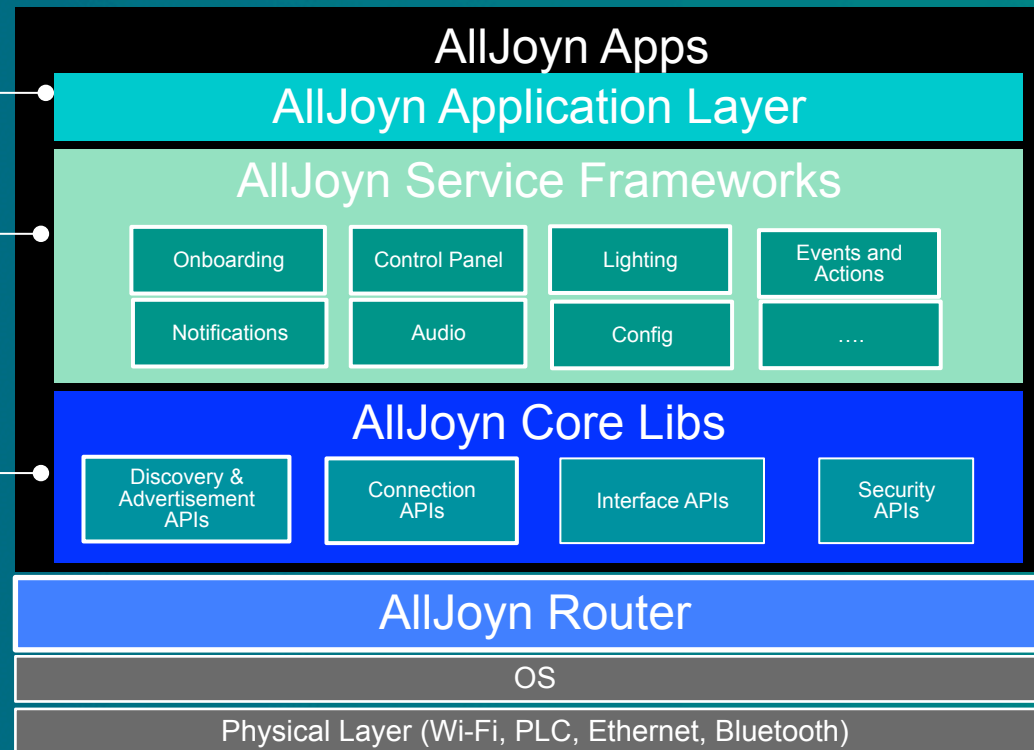 AllJoyn Apps
AllJoyn Application Layer
AllJoyn Service Frameworks
Onboarding
Control Panel
Lighting
Events and
Actions
Notifications
Audio
Config
....
AllJoyn Core Libs
Discovery &
Advertisement
APIs
Connection
APIs
Interface APIs
Security
APIs
AllJoyn Router
OS
Physical Layer (Wi-Fi, PLC, Ethernet, Bluetooth)